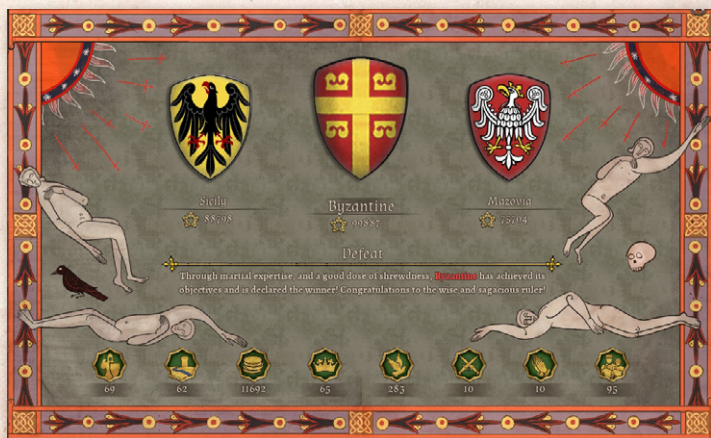 Sicily
88798
Byzantine
99887
Mazovia
75704
Defeat
Through martial expertise, and a good dose of shrewdness, Byzantine has achieved its
objectives and is declared the winner! Congratulations to the wise and sagacious ruler!
69
62
11692
65
283
10
10
95